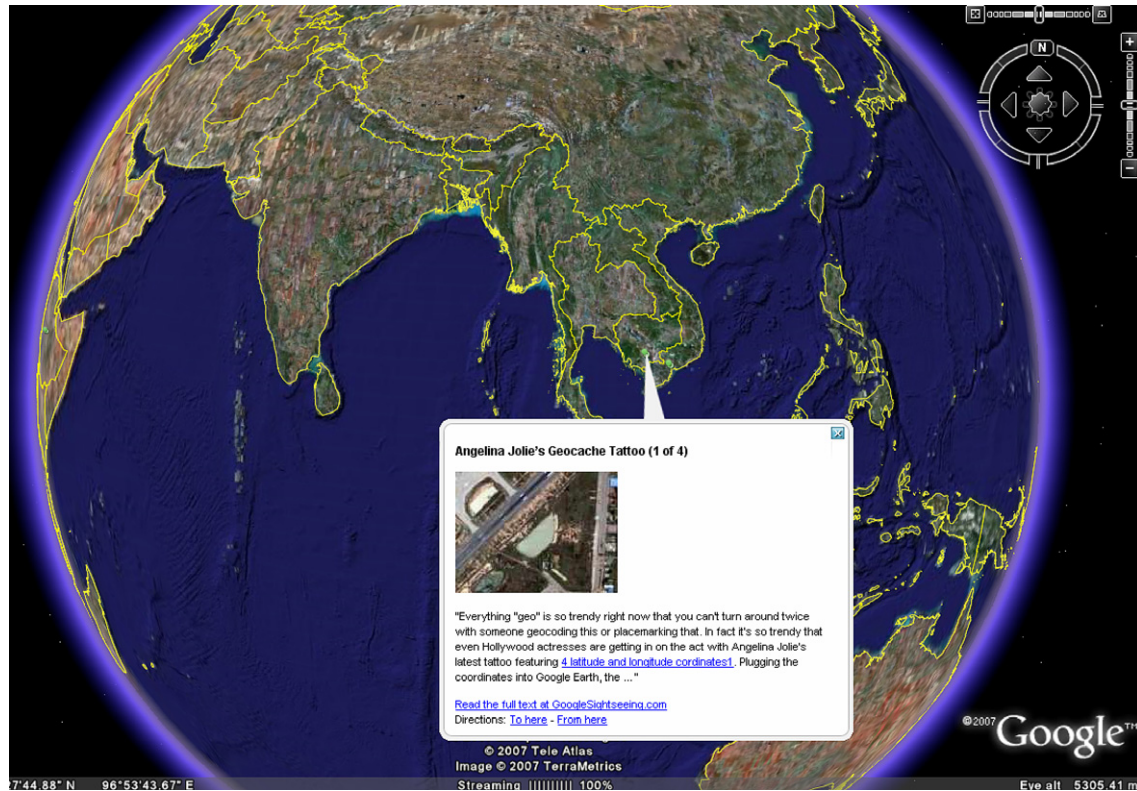 N
Angelina Jolie's Geocache Tattoo (1 of 4)
"Everything "geo" is so trendy right now that you can't turn around twice
with someone geocoding this or placemarking that. In fact it's so trendy that
even Hollywood actresses are getting in on the act with Angelina Jolie's
latest tattoo featuring 4 latitude and longitude cordinates1. Plugging the
coordinates into Google Earth, the ..."
Read the full text at GoogleSightseeing.com
Directions: To here - From here
© 2007 Tele Atlas
Image © 2007 TerraMetrics
©2007 Google™
7'44.88" N 96°53'43.67" E
Streaming |||||||||| 100%
Eye alt 5305.41 m